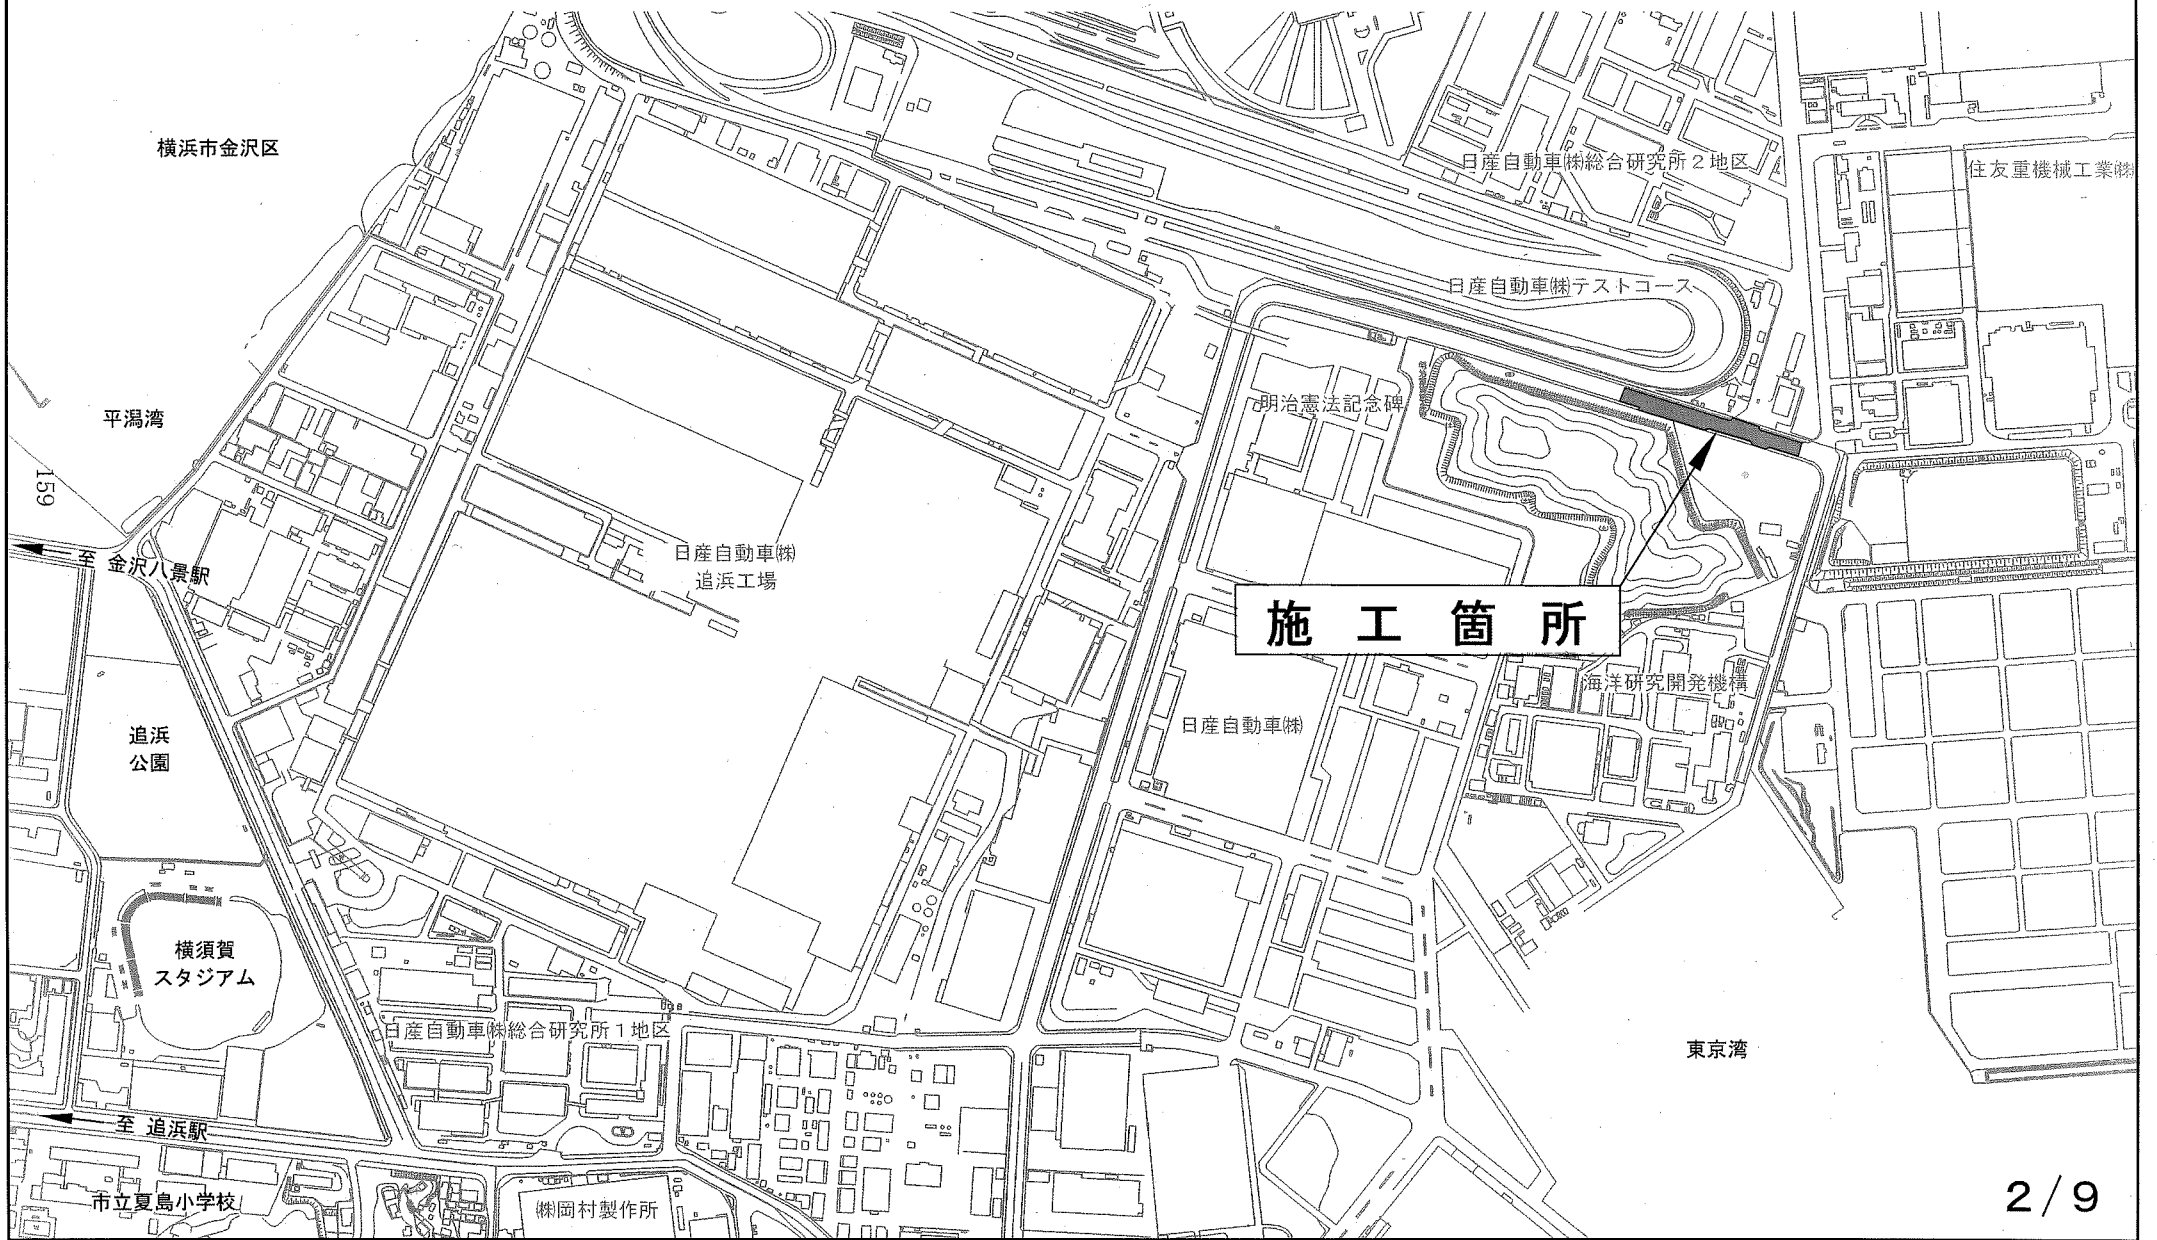 横浜市金沢区
日産自動車㈱総合研究所2地区
住友重機械工業㈱
日産自動車㈱テストコース
明治憲法記念碑
平潟湾
159
至 金沢八景駅
日産自動車㈱
追浜工場
施工箇所
海洋研究開発機構
追浜
公園
日産自動車㈱
横須賀
スタジアム
日産自動車㈱総合研究所1地区
東京湾
至 追浜駅
市立夏島小学校
㈱岡村製作所
2/9